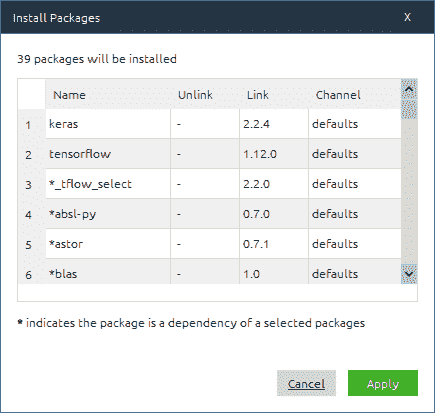 Install Packages X
39 packages will be installed
Name Unlink Link Channel
1 keras - 2.2.4 defaults
2 tensorflow - 1.12.0 defaults
3 *_tflow_select - 2.2.0 defaults
4 *absl-py - 0.7.0 defaults
5 *astor - 0.7.1 defaults
6 *blas - 1.0 defaults
* indicates the package is a dependency of a selected packages
Cancel Apply